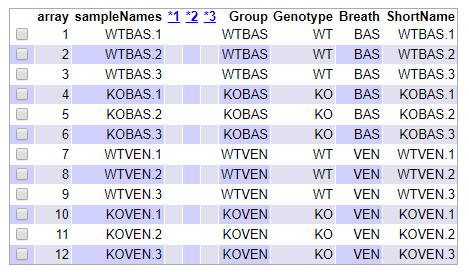 array sampleNames *1 *2 *3 Group Genotype Breath ShortName
1 WTBAS.1 WTBAS WT BAS WTBAS.1
2 WTBAS.2 WTBAS WT BAS WTBAS.2
3 WTBAS.3 WTBAS WT BAS WTBAS.3
4 KOBAS.1 KOBAS KO BAS KOBAS.1
5 KOBAS.2 KOBAS KO BAS KOBAS.2
6 KOBAS.3 KOBAS KO BAS KOBAS.3
7 WTVEN.1 WTVEN WT VEN WTVEN.1
8 WTVEN.2 WTVEN WT VEN WTVEN.2
9 WTVEN.3 WTVEN WT VEN WTVEN.3
10 KOVEN.1 KOVEN KO VEN KOVEN.1
11 KOVEN.2 KOVEN KO VEN KOVEN.2
12 KOVEN.3 KOVEN KO VEN KOVEN.3